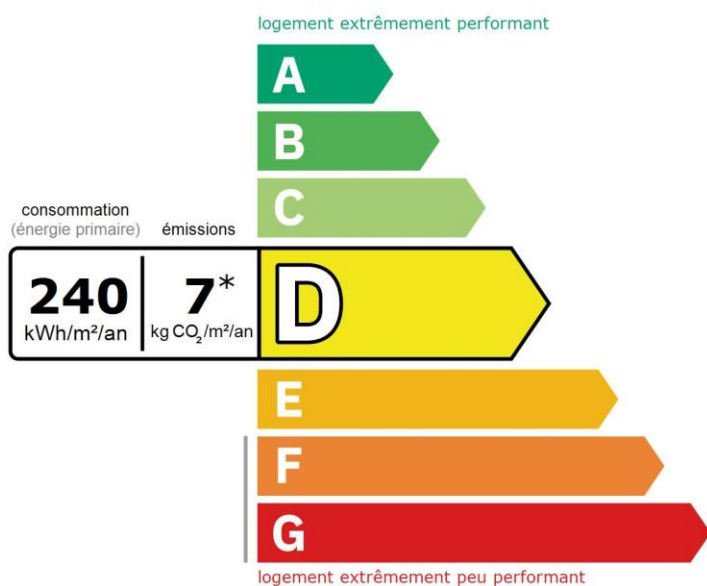 logement extrêmement performant
A
B
C
consommation
(énergie primaire)
émissions
240
kWh/m²/an
7*
kg CO₂/m²/an
D
E
F
G
logement extrêmement peu performant